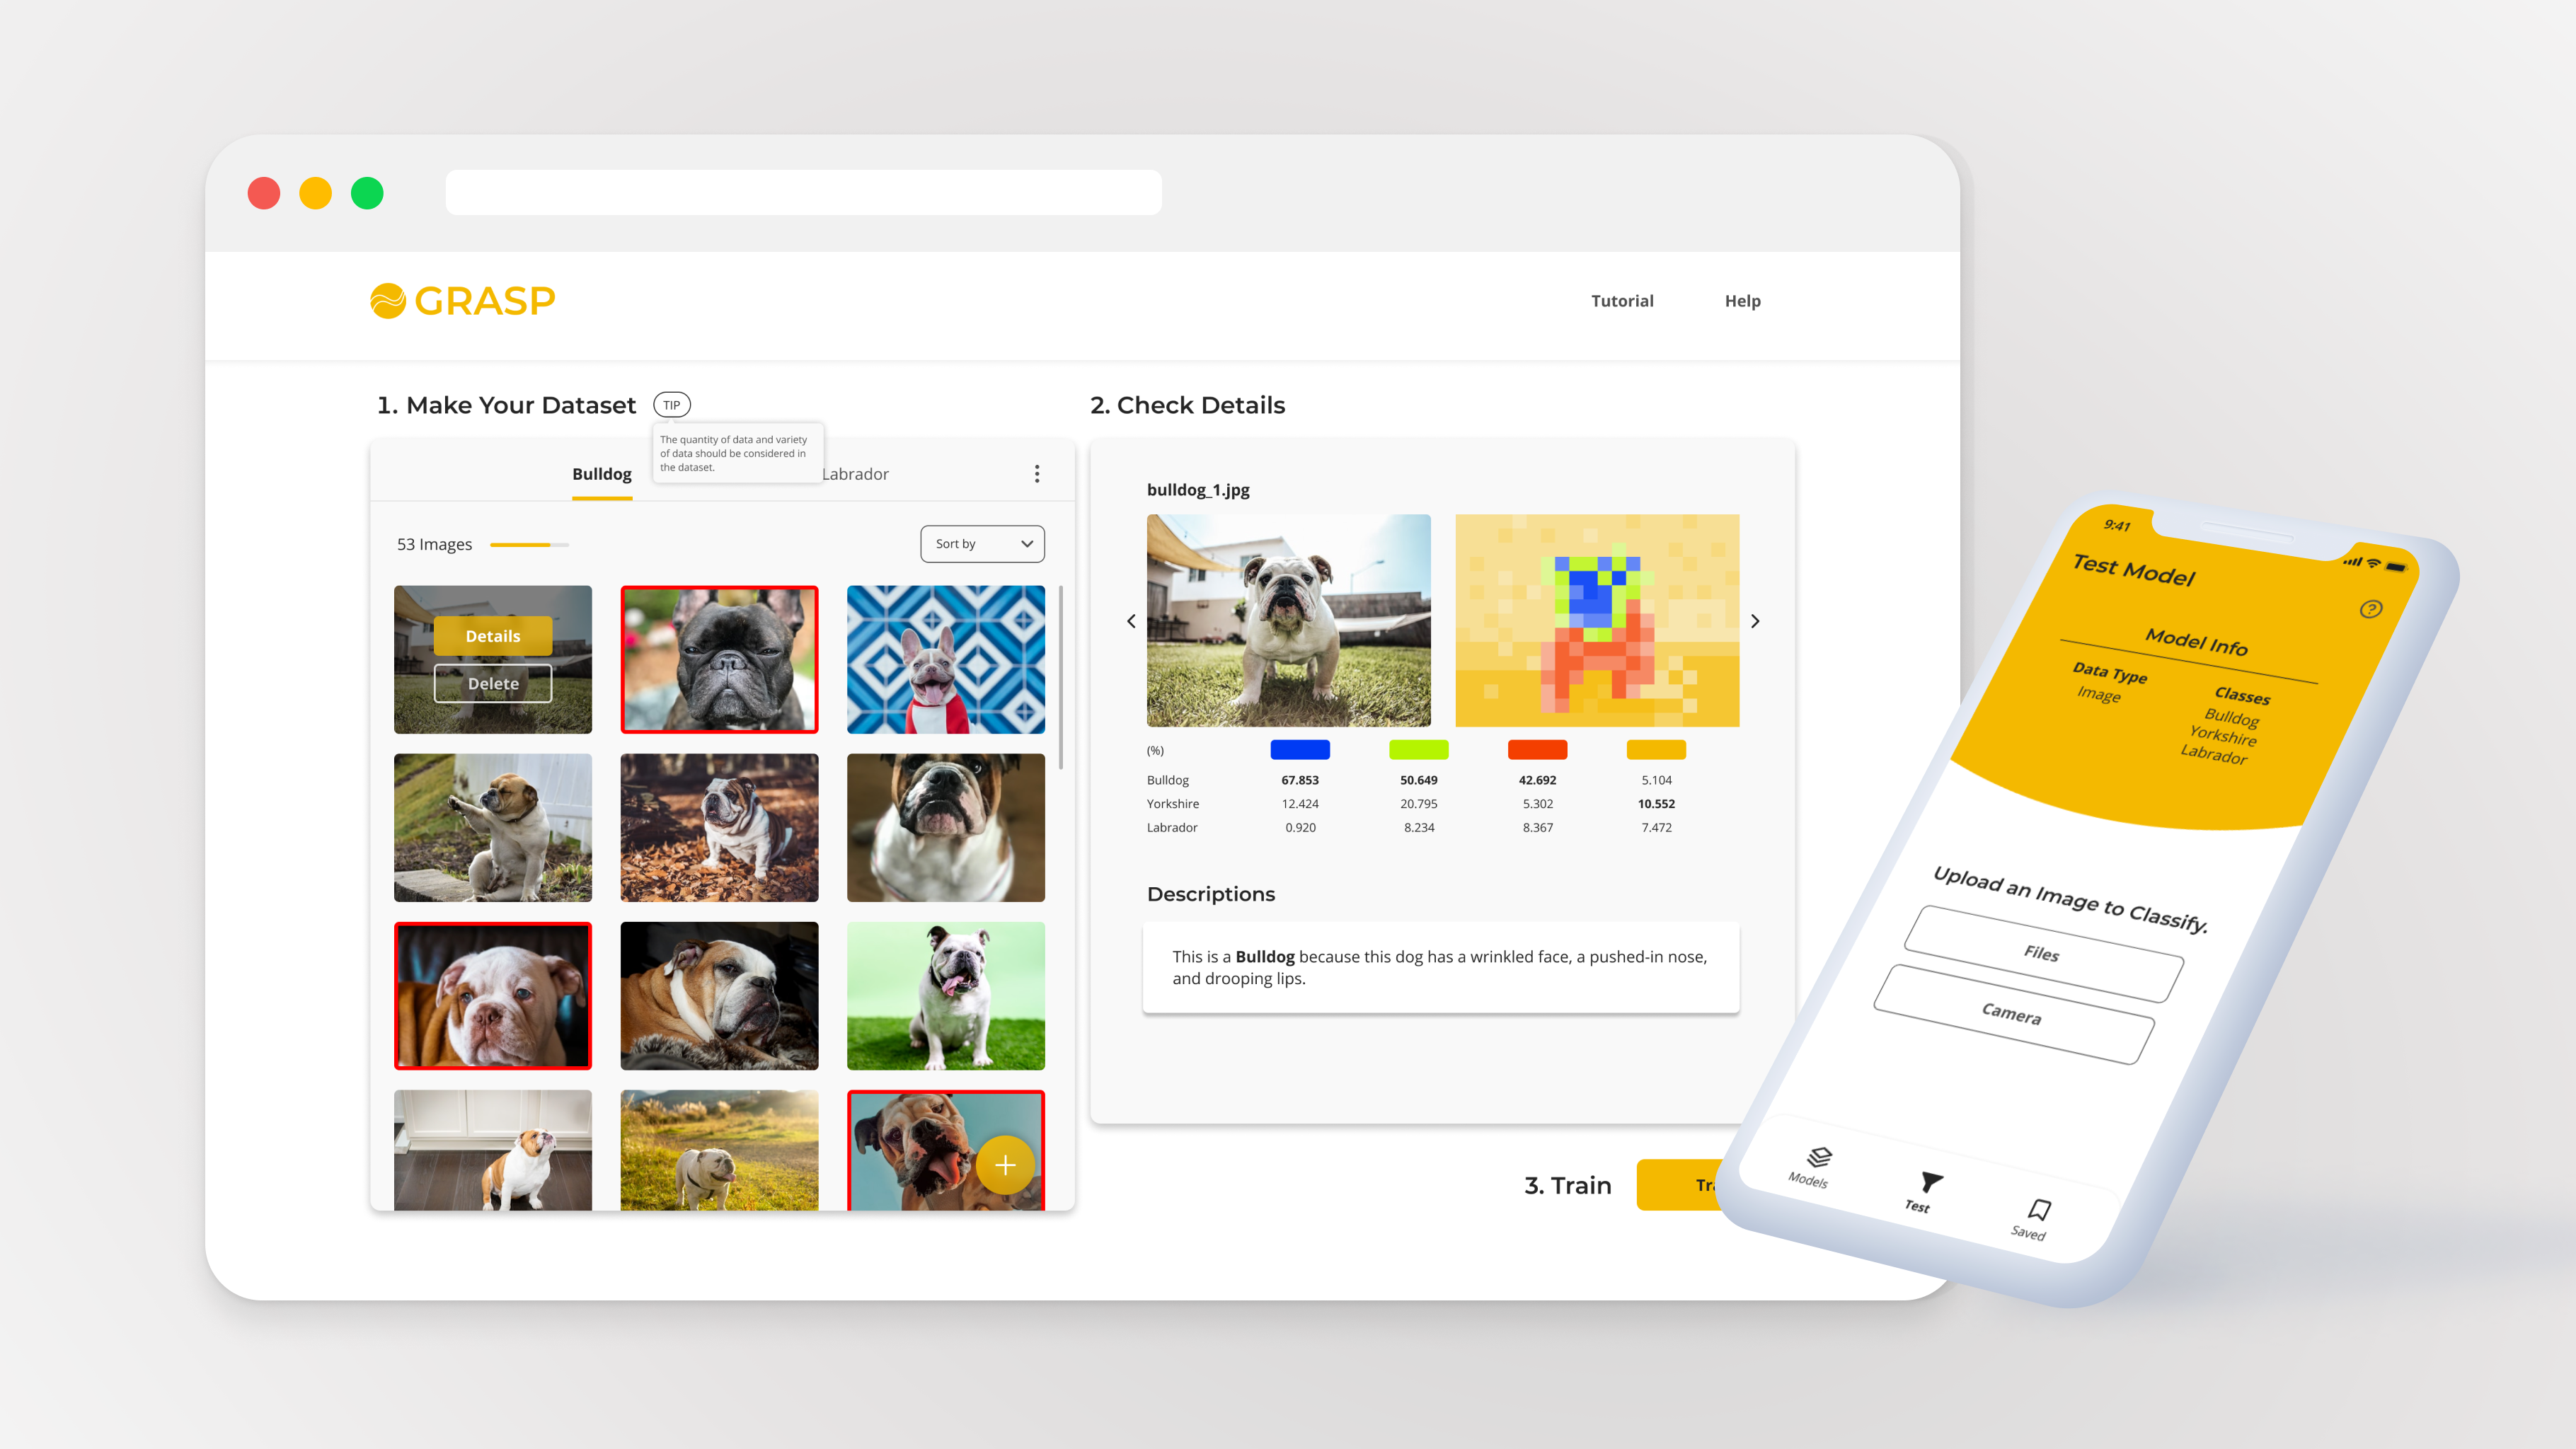 GRASP
Tutorial
Help
1. Make Your Dataset
TIP
The quantity of data and variety
of data should be considered in
the dataset.
Bulldog
Labrador
53 Images
Sort by
Details
Delete
2. Check Details
bulldog_1.jpg
(%)
Bulldog 67.853 50.649 42.692 5.104
Yorkshire 12.424 20.795 5.302 10.552
Labrador 0.920 8.234 8.367 7.472
Descriptions
This is a Bulldog because this dog has a wrinkled face, a pushed-in nose,
and drooping lips.
3. Train
9:41
Test Model
?
Model Info
Data Type
Image
Classes
Bulldog
Yorkshire
Labrador
Upload an Image to Classify.
Files
Camera
Models
Test
Saved